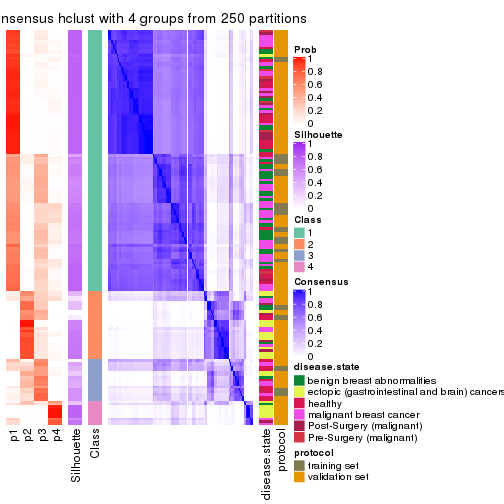 nsensus hclust with 4 groups from 250 partitions
Prob
1
0.8
0.6
0.4
0.2
0
Silhouette
1
0.8
0.6
0.4
0.2
0
Class
1
2
3
4
Consensus
1
0.8
0.6
0.4
0.2
0
disease.state
benign breast abnormalities
ectopic (gastrointestinal and brain) cancers
healthy
malignant breast cancer
Post-Surgery (malignant)
Pre-Surgery (malignant)
protocol
training set
validation set
p1
p2
p3
p4
Silhouette
Class
disease.state
protocol